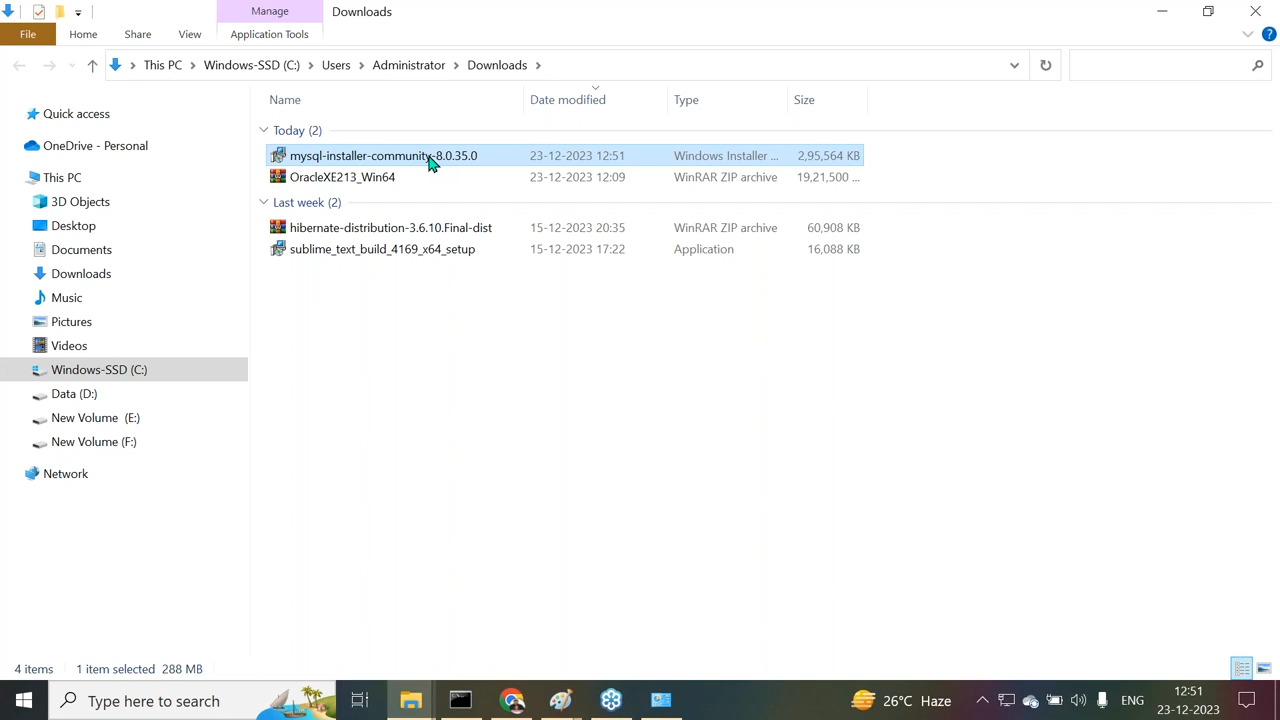 Manage
Downloads
File
Home
Share
View
Application Tools
This PC
Windows-SSD (C:)
Users
Administrator
Downloads
Name
Date modified
Type
Size
Today (2)
mysql-installer-community-8.0.35.0 23-12-2023 12:51 Windows Installer ... 2,95,564 KB
OracleXE213_Win64 23-12-2023 12:09 WinRAR ZIP archive 19,21,500 ...
Last week (2)
hibernate-distribution-3.6.10.Final-dist 15-12-2023 20:35 WinRAR ZIP archive 60,908 KB
sublime_text_build_4169_x64_setup 15-12-2023 17:22 Application 16,088 KB
Quick access
OneDrive - Personal
This PC
3D Objects
Desktop
Documents
Downloads
Music
Pictures
Videos
Windows-SSD (C:)
Data (D:)
New Volume (E:)
New Volume (F:)
Network
4 items
1 item selected 288 MB
Type here to search
26°C Haze
ENG
12:51
23-12-2023